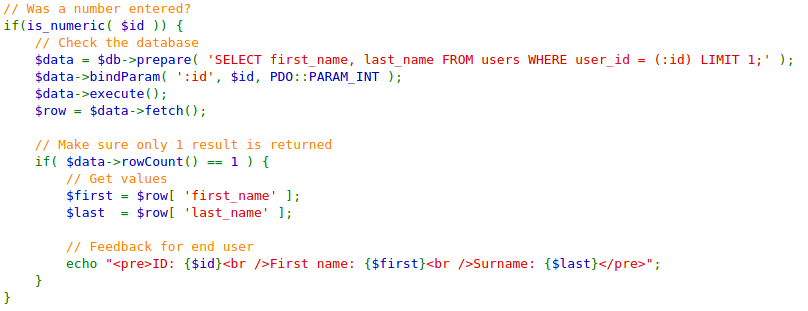 // Was a number entered?
if(is_numeric( $id )) {
    // Check the database
    $data = $db->prepare( 'SELECT first_name, last_name FROM users WHERE user_id = (:id) LIMIT 1;' );
    $data->bindParam( ':id', $id, PDO::PARAM_INT );
    $data->execute();
    $row = $data->fetch();

    // Make sure only 1 result is returned
    if( $data->rowCount() == 1 ) {
        // Get values
        $first = $row[ 'first_name' ];
        $last  = $row[ 'last_name' ];

        // Feedback for end user
        echo "<pre>ID: {$id}<br />First name: {$first}<br />Surname: {$last}</pre>";
    }
}